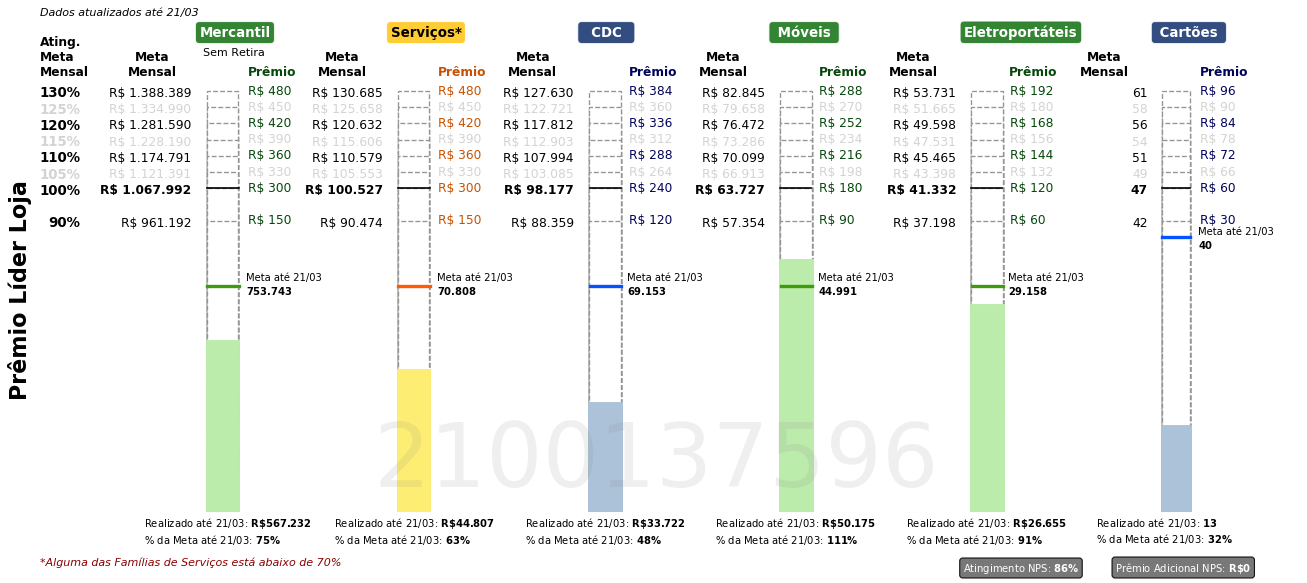 Dados atualizados até 21/03
Mercantil Serviços* CDC Móveis Eletroportáteis Cartões
Sem Retira
Ating. Meta Mensal Meta Mensal Prêmio Meta Mensal Prêmio Meta Mensal Prêmio Meta Mensal Prêmio Meta Mensal Prêmio Meta Mensal Prêmio
130% R$ 1.388.389 R$ 480 R$ 130.685 R$ 480 R$ 127.630 R$ 384 R$ 82.845 R$ 288 R$ 53.731 R$ 192 61 R$ 96
125% R$ 1.334.990 R$ 450 R$ 125.658 R$ 450 R$ 122.721 R$ 360 R$ 79.658 R$ 270 R$ 51.665 R$ 180 58 R$ 90
120% R$ 1.281.590 R$ 420 R$ 120.632 R$ 420 R$ 117.812 R$ 336 R$ 76.472 R$ 252 R$ 49.598 R$ 168 56 R$ 84
115% R$ 1.228.190 R$ 390 R$ 115.606 R$ 390 R$ 112.903 R$ 312 R$ 73.286 R$ 234 R$ 47.531 R$ 156 54 R$ 78
110% R$ 1.174.791 R$ 360 R$ 110.579 R$ 360 R$ 107.994 R$ 288 R$ 70.099 R$ 216 R$ 45.465 R$ 144 51 R$ 72
105% R$ 1.121.391 R$ 330 R$ 105.553 R$ 330 R$ 103.085 R$ 264 R$ 66.913 R$ 198 R$ 43.398 R$ 132 49 R$ 66
100% R$ 1.067.992 R$ 300 R$ 100.527 R$ 300 R$ 98.177 R$ 240 R$ 63.727 R$ 180 R$ 41.332 R$ 120 47 R$ 60
90% R$ 961.192 R$ 150 R$ 90.474 R$ 150 R$ 88.359 R$ 120 R$ 57.354 R$ 90 R$ 37.198 R$ 60 42 R$ 30
Meta até 21/03
40
Prêmio Líder Loja
Meta até 21/03 Meta até 21/03 Meta até 21/03 Meta até 21/03 Meta até 21/03
753.743 70.808 69.153 44.991 29.158
2100137596
Realizado até 21/03: R$567.232 Realizado até 21/03: R$44.807 Realizado até 21/03: R$33.722 Realizado até 21/03: R$50.175 Realizado até 21/03: R$26.655 Realizado até 21/03: 13
% da Meta até 21/03: 75% % da Meta até 21/03: 63% % da Meta até 21/03: 48% % da Meta até 21/03: 111% % da Meta até 21/03: 91% % da Meta até 21/03: 32%
*Alguma das Famílias de Serviços está abaixo de 70%
Atingimento NPS: 86% Prêmio Adicional NPS: R$0